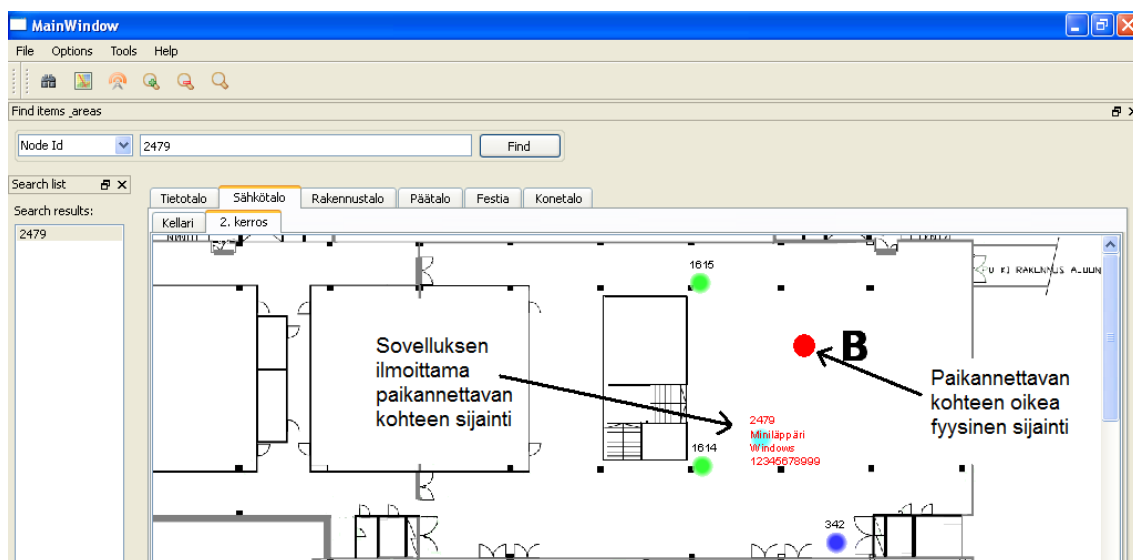 MainWindow
File Options Tools Help
Find items _areas
Node Id 2479 Find
Search list
Search results:
2479
Tietotalo Sähkötalo Rakennustalo Päätalo Festia Konetalo
Kellari 2. kerros
1615
B
Sovelluksen
ilmoittama
paikannettavan
kohteen sijainti
Paikannettavan
kohteen oikea
fyysinen sijainti
2479
Miniläppäri
Windows
12345678999
1614
342